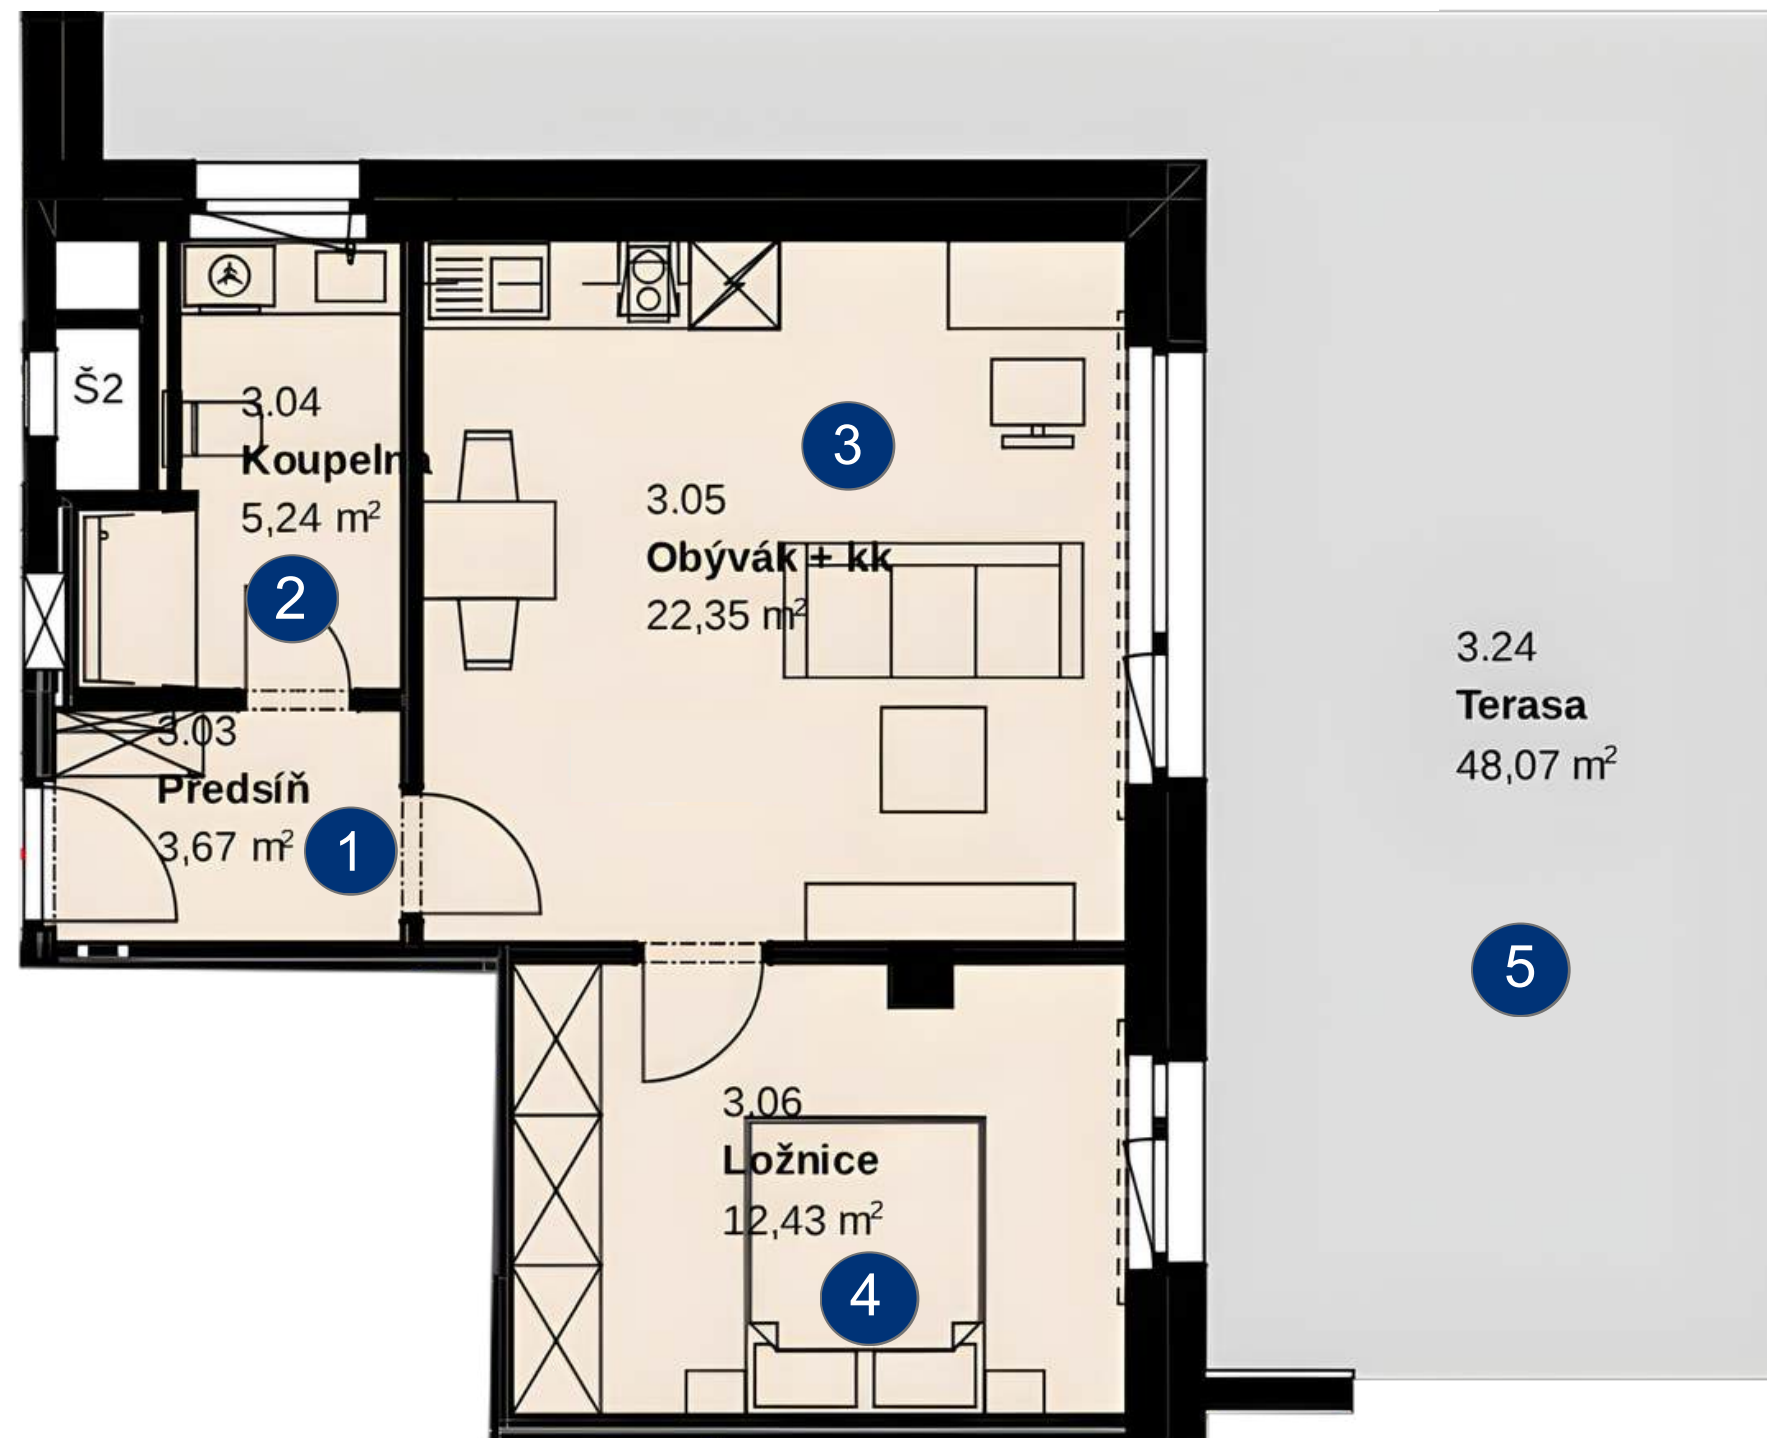 Š2
3.04
Koupelna
5,24 m²
2
3
3.05
Obývák + kk
22,35 m²
3.03
Předsíň
3,67 m²
1
3.24
Terasa
48,07 m²
5
3.06
Ložnice
12,43 m²
4